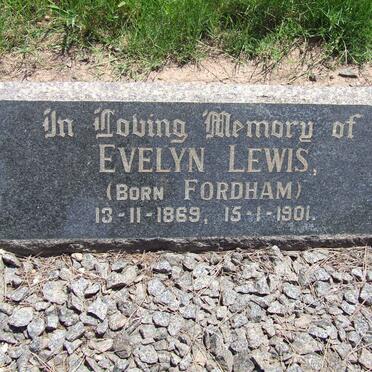 In Loving Memory of
EVELYN LEWIS,
(BORN FORDHAM)
13-11-1869, 15-1-1901.